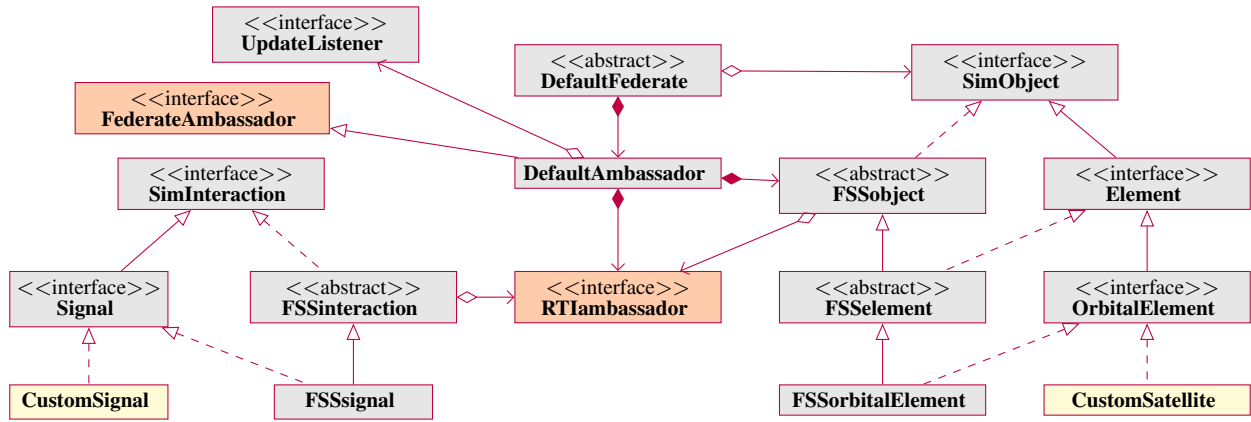 <<interface>>
UpdateListener
<<abstract>>
DefaultFederate
<<interface>>
SimObject
<<interface>>
FederateAmbassador
DefaultAmbassador
<<interface>>
SimInteraction
<<abstract>>
FSSobject
<<interface>>
Element
<<interface>>
Signal
<<abstract>>
FSSinteraction
<<interface>>
RTIambassador
<<abstract>>
FSSelement
<<interface>>
OrbitalElement
CustomSignal
FSSsignal
FSSorbitalElement
CustomSatellite